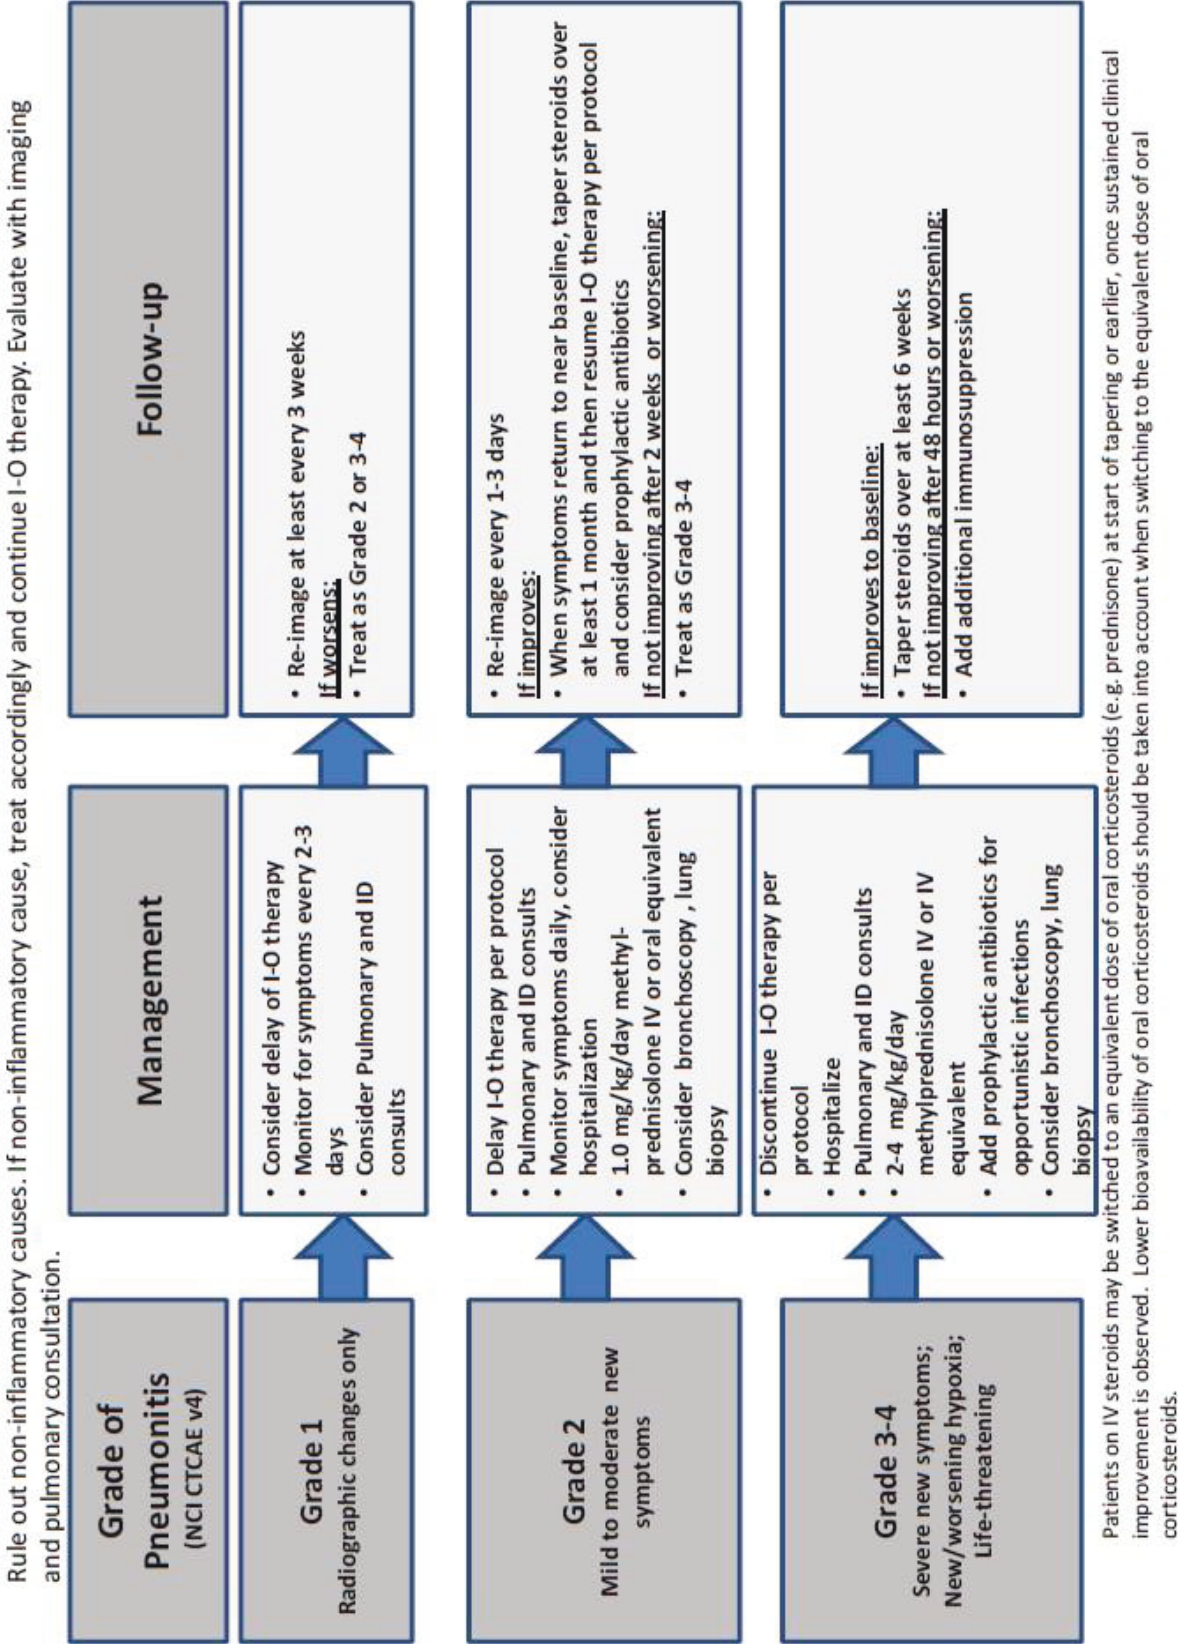 Rule out non-inflammatory causes. If non-inflammatory cause, treat accordingly and continue I-O therapy. Evaluate with imaging
and pulmonary consultation.
Grade of
Pneumonitis
(NCI CTCAE v4)
Management
Follow-up
Grade 1
Radiographic changes only
• Consider delay of I-O therapy
• Monitor for symptoms every 2-3
days
• Consider Pulmonary and ID
consults
• Re-image at least every 3 weeks
If worsens:
• Treat as Grade 2 or 3-4
Grade 2
Mild to moderate new
symptoms
• Delay I-O therapy per protocol
• Pulmonary and ID consults
• Monitor symptoms daily, consider
hospitalization
• 1.0 mg/kg/day methyl-
prednisolone IV or oral equivalent
• Consider bronchoscopy , lung
biopsy
• Re-image every 1-3 days
If improves:
• When symptoms return to near baseline, taper steroids over
at least 1 month and then resume I-O therapy per protocol
and consider prophylactic antibiotics
If not improving after 2 weeks or worsening:
• Treat as Grade 3-4
Grade 3-4
Severe new symptoms;
New/worsening hypoxia;
Life-threatening
• Discontinue I-O therapy per
protocol
• Hospitalize
• Pulmonary and ID consults
• 2-4 mg/kg/day
methylprednisolone IV or IV
equivalent
• Add prophylactic antibiotics for
opportunistic infections
• Consider bronchoscopy, lung
biopsy
If improves to baseline:
• Taper steroids over at least 6 weeks
If not improving after 48 hours or worsening:
• Add additional immunosuppression
Patients on IV steroids may be switched to an equivalent dose of oral corticosteroids (e.g. prednisone) at start of tapering or earlier, once sustained clinical
improvement is observed. Lower bioavailability of oral corticosteroids should be taken into account when switching to the equivalent dose of oral
corticosteroids.